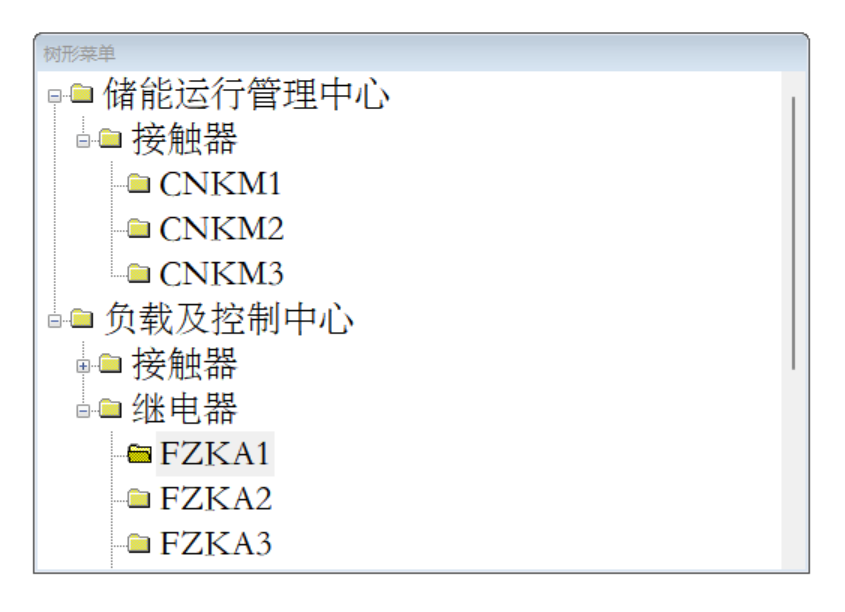 树形菜单
储能运行管理中心
接触器
CNKM1
CNKM2
CNKM3
负载及控制中心
接触器
继电器
FZKA1
FZKA2
FZKA3